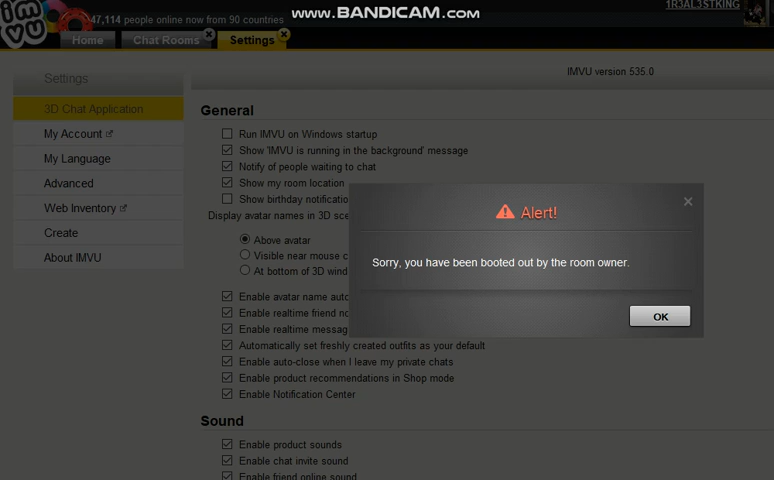 www.BANDICAM.com
1R3AL3STKING
imvu
47,114 people online now from 90 countries
Home
Chat Rooms
Settings
IMVU version 535.0
Settings
3D Chat Application
My Account
My Language
Advanced
Web Inventory
Create
About IMVU
General
Run IMVU on Windows startup
Show 'IMVU is running in the background' message
Notify of people waiting to chat
Show my room location
Show birthday notificatio
Display avatar names in 3D sce
Above avatar
Visible near mouse c
At bottom of 3D wind
Enable avatar name auto
Enable realtime friend no
Enable realtime messag
Automatically set freshly created outfits as your default
Enable auto-close when I leave my private chats
Enable product recommendations in Shop mode
Enable Notification Center
Sound
Enable product sounds
Enable chat invite sound
Enable friend online sound
Alert!
Sorry, you have been booted out by the room owner.
OK